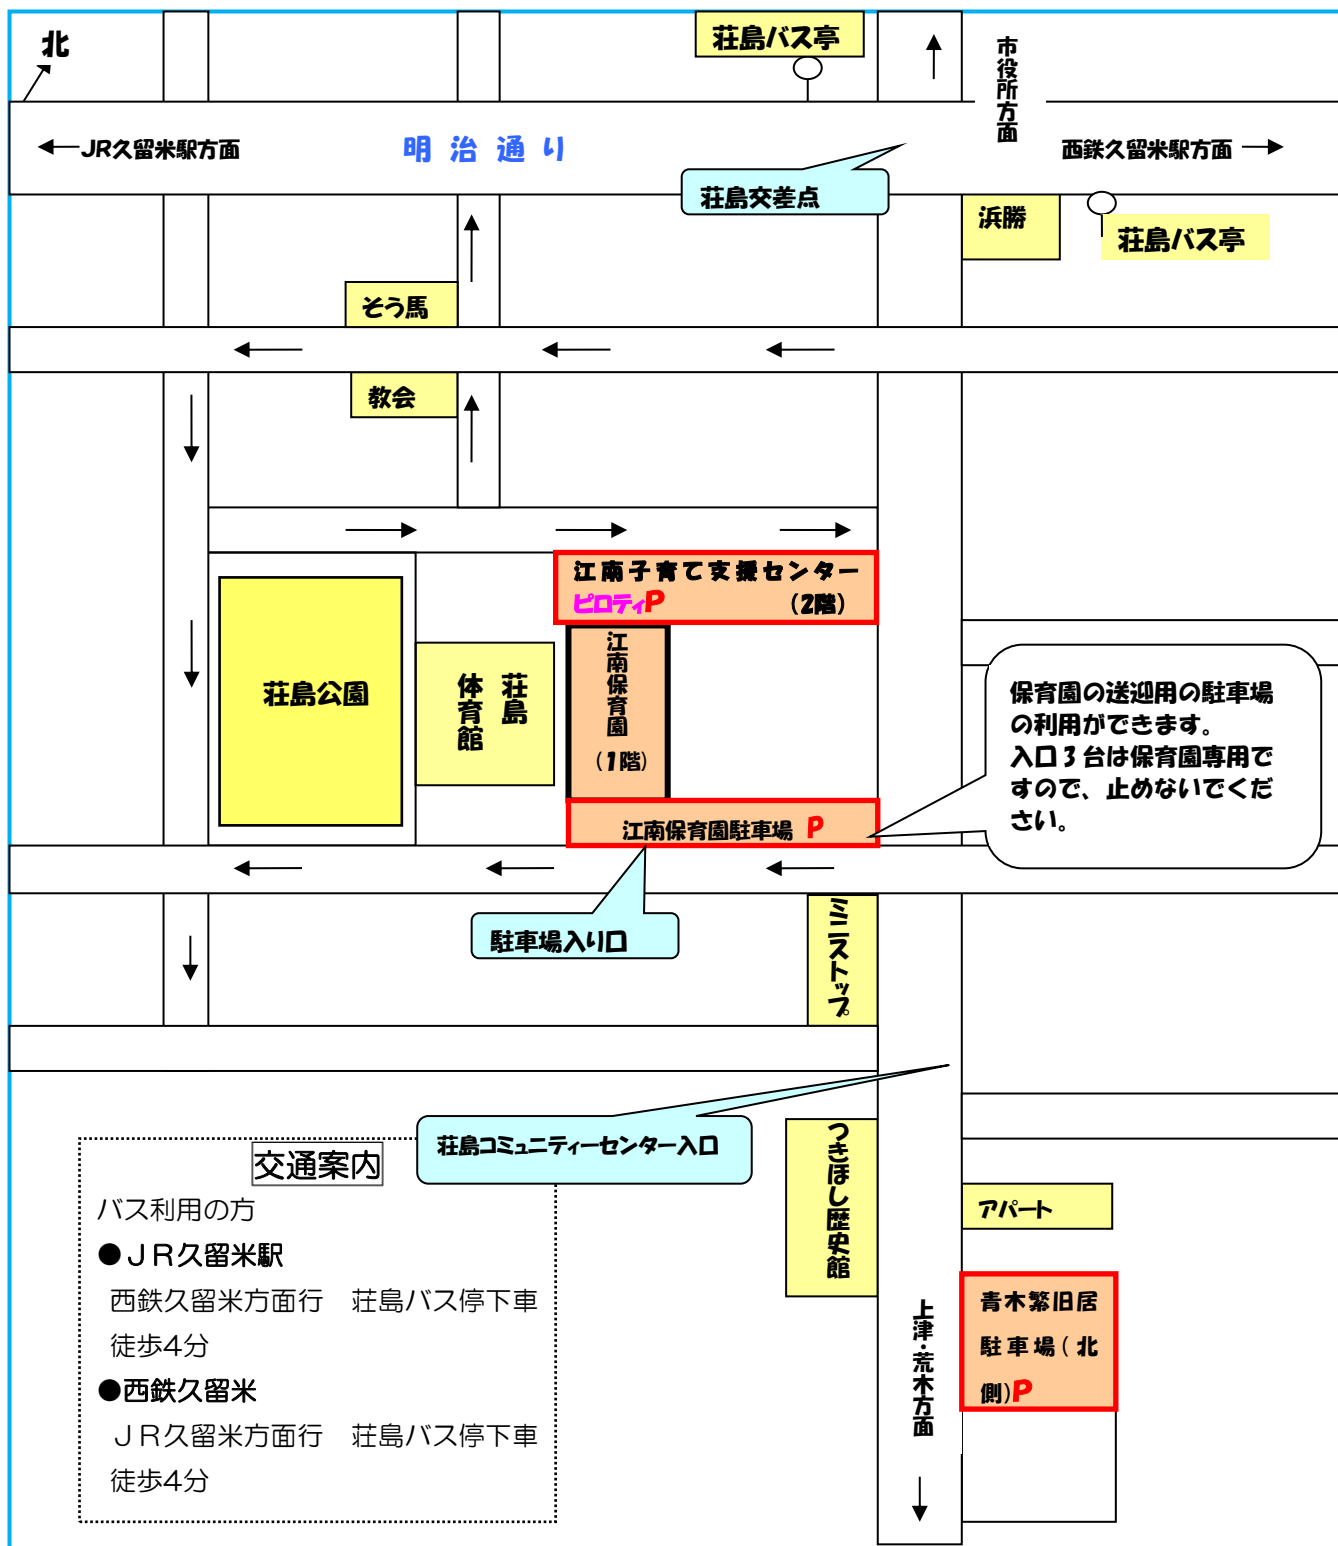 北
荘島バス亭
市役所方面
←JR久留米駅方面
明治通り
西鉄久留米駅方面→
荘島交差点
浜勝
荘島バス亭
そう馬
教会
江南子育て支援センター
ピロティP (2階)
江南保育園
(1階)
荘島公園
荘島
体育館
保育園の送迎用の駐車場
の利用ができます。
入口3台は保育園専用で
すので、止めないでくだ
さい。
江南保育園駐車場 P
駐車場入り口
ミニストップ
荘島コミュニティーセンター入口
つきほし歴史館
アパート
上津・荒木方面
青木繁旧居
駐車場(北
側)P
交通案内
バス利用の方
●JR久留米駅
西鉄久留米方面行 荘島バス停下車
徒歩4分
●西鉄久留米
JR久留米方面行 荘島バス停下車
徒歩4分